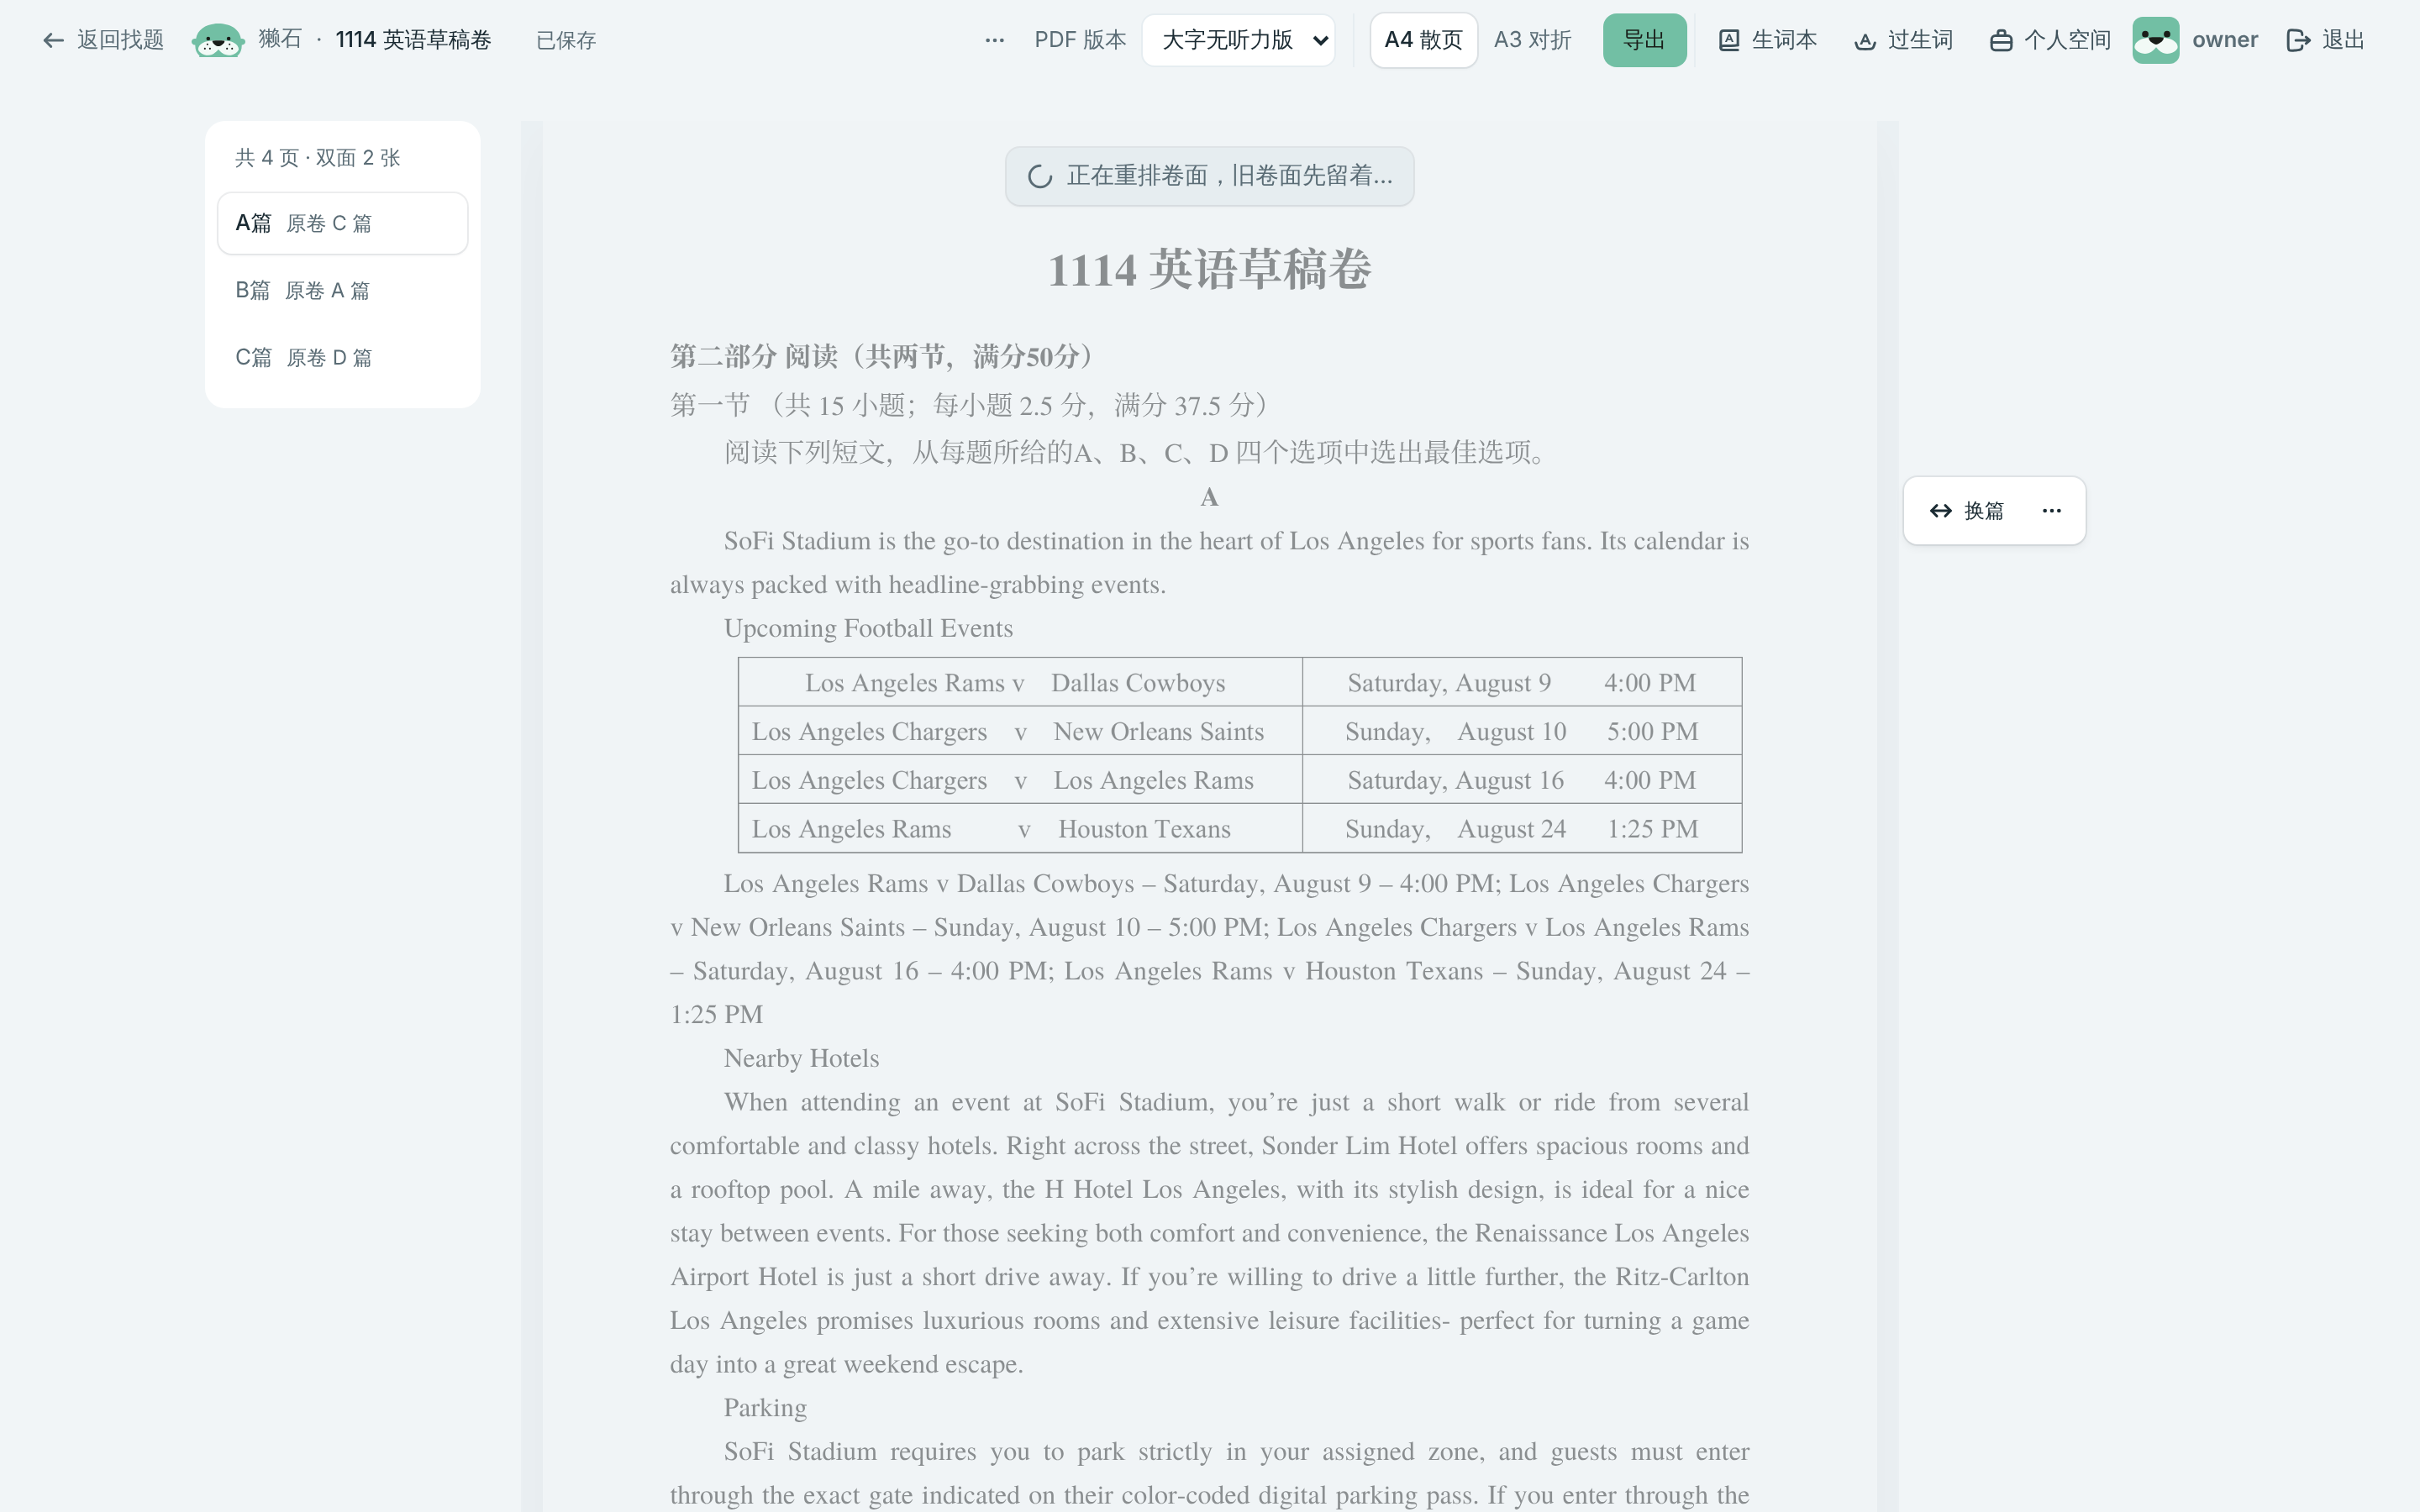 返回找题 獭石 · 1114 英语草稿卷 已保存 ··· PDF 版本 大字无听力版 A4 散页 A3 对折 导出 生词本 过生词 个人空间 owner 退出
共 4 页 · 双面 2 张
A篇 原卷 C 篇
B篇 原卷 A 篇
C篇 原卷 D 篇
正在重排卷面，旧卷面先留着...
1114 英语草稿卷
第二部分 阅读（共两节，满分50分）
第一节 （共 15 小题；每小题 2.5 分，满分 37.5 分）
阅读下列短文，从每题所给的A、B、C、D 四个选项中选出最佳选项。
A
换篇 ···
SoFi Stadium is the go-to destination in the heart of Los Angeles for sports fans. Its calendar is
always packed with headline-grabbing events.
Upcoming Football Events
Los Angeles Rams v Dallas Cowboys Saturday, August 9 4:00 PM
Los Angeles Chargers v New Orleans Saints Sunday, August 10 5:00 PM
Los Angeles Chargers v Los Angeles Rams Saturday, August 16 4:00 PM
Los Angeles Rams v Houston Texans Sunday, August 24 1:25 PM
Los Angeles Rams v Dallas Cowboys – Saturday, August 9 – 4:00 PM; Los Angeles Chargers
v New Orleans Saints – Sunday, August 10 – 5:00 PM; Los Angeles Chargers v Los Angeles Rams
– Saturday, August 16 – 4:00 PM; Los Angeles Rams v Houston Texans – Sunday, August 24 –
1:25 PM
Nearby Hotels
When attending an event at SoFi Stadium, you’re just a short walk or ride from several
comfortable and classy hotels. Right across the street, Sonder Lim Hotel offers spacious rooms and
a rooftop pool. A mile away, the H Hotel Los Angeles, with its stylish design, is ideal for a nice
stay between events. For those seeking both comfort and convenience, the Renaissance Los Angeles
Airport Hotel is just a short drive away. If you’re willing to drive a little further, the Ritz-Carlton
Los Angeles promises luxurious rooms and extensive leisure facilities- perfect for turning a game
day into a great weekend escape.
Parking
SoFi Stadium requires you to park strictly in your assigned zone, and guests must enter
through the exact gate indicated on their color-coded digital parking pass. If you enter through the